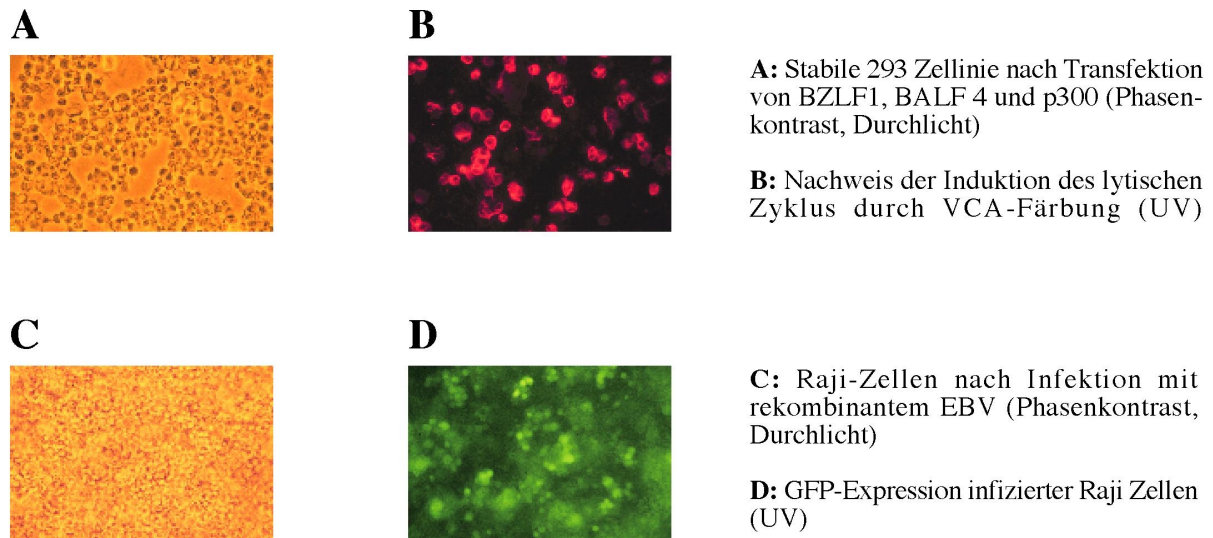 A
B
A: Stabile 293 Zellinie nach Transfektion
von BZLF1, BALF 4 und p300 (Phasen-
kontrast, Durchlicht)
B: Nachweis der Induktion des lytischen
Zyklus durch VCA-Färbung (UV)
C
D
C: Raji-Zellen nach Infektion mit
rekombinantem EBV (Phasenkontrast,
Durchlicht)
D: GFP-Expression infizierter Raji Zellen
(UV)